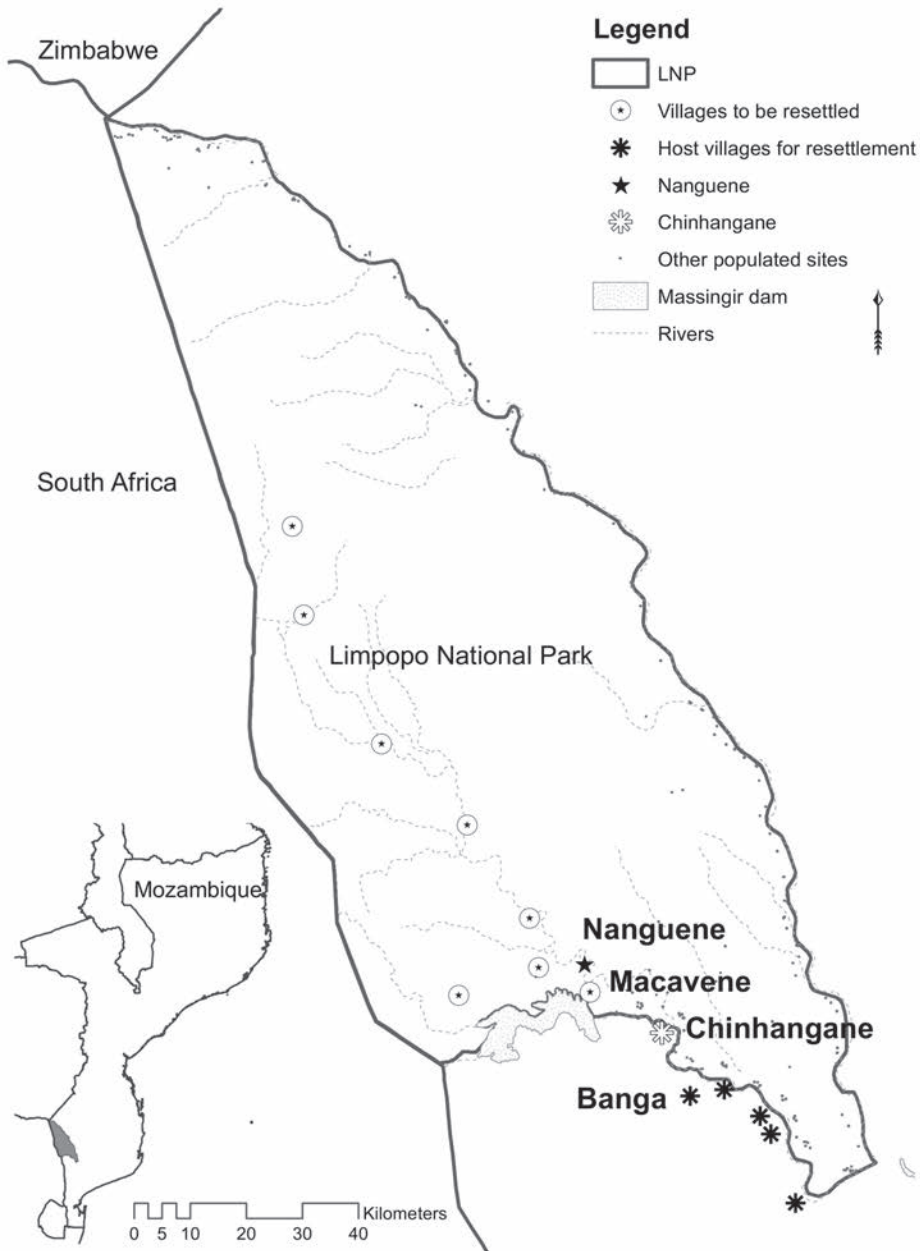 Zimbabwe
Legend
LNP
Villages to be resettled
Host villages for resettlement
Nanguene
Chinhangane
Other populated sites
Massingir dam
Rivers
South Africa
Limpopo National Park
Mozambique
Nanguene
Macavene
Chinhangane
Banga
Kilometers
0 5 10 20 30 40